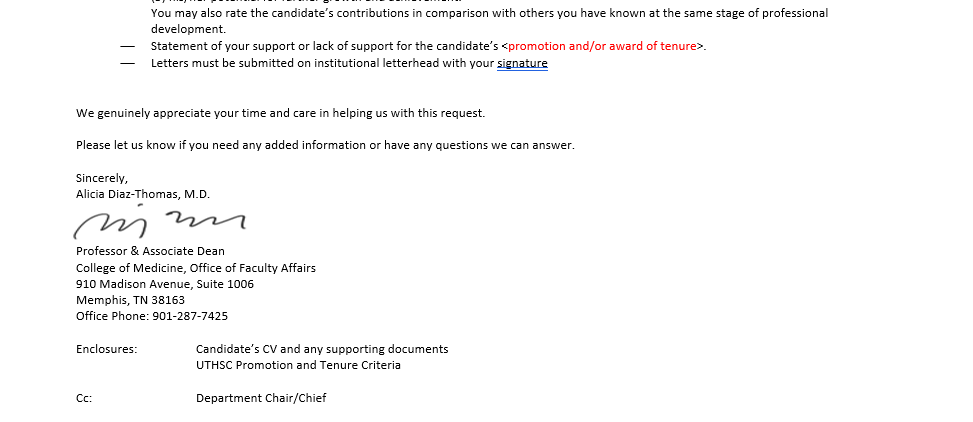 You may also rate the candidate’s contributions in comparison with others you have known at the same stage of professional
development.
— Statement of your support or lack of support for the candidate’s <promotion and/or award of tenure>.
— Letters must be submitted on institutional letterhead with your signature
We genuinely appreciate your time and care in helping us with this request.
Please let us know if you need any added information or have any questions we can answer.
Sincerely,
Alicia Diaz-Thomas, M.D.
Professor & Associate Dean
College of Medicine, Office of Faculty Affairs
910 Madison Avenue, Suite 1006
Memphis, TN 38163
Office Phone: 901-287-7425
Enclosures: Candidate’s CV and any supporting documents
UTHSC Promotion and Tenure Criteria
Cc: Department Chair/Chief